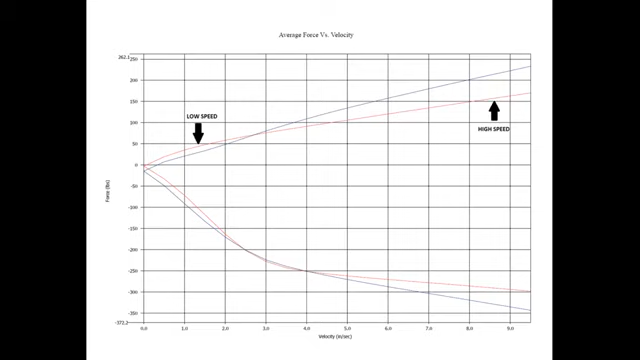 Average Force Vs. Velocity
262.1
250
200
150
100
50
0
-50
-100
-150
-200
-250
-300
-350
-372.2
LOW SPEED
HIGH SPEED
Force (lbs)
0.0 1.0 2.0 3.0 4.0 5.0 6.0 7.0 8.0 9.0
Velocity (in/sec)